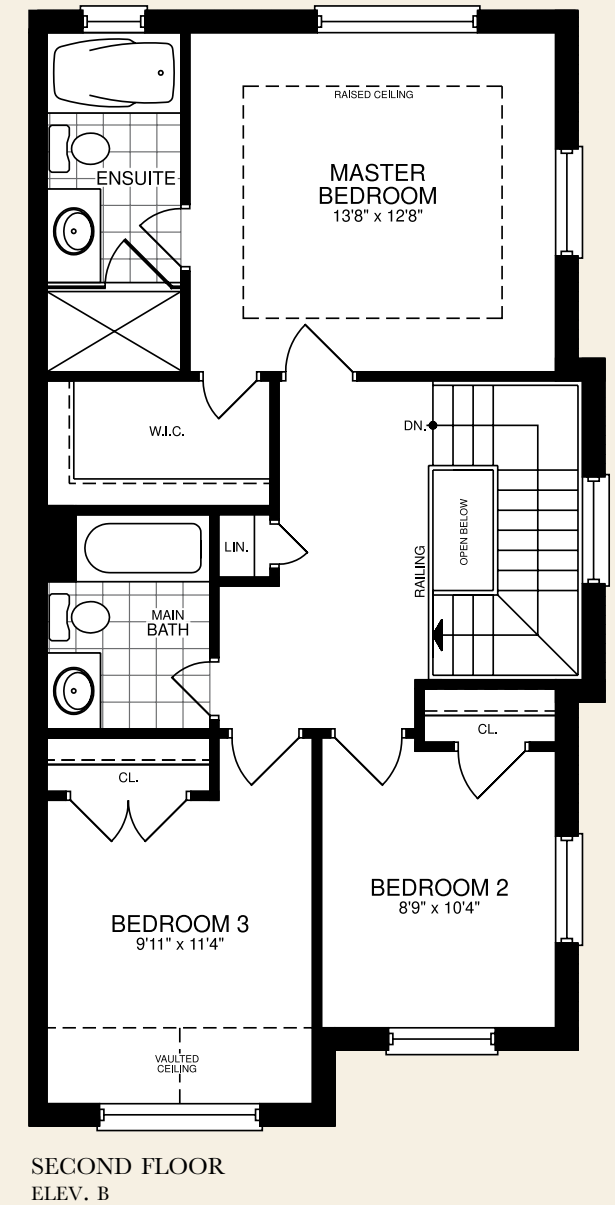 RAISED CEILING
MASTER
BEDROOM
13'8" x 12'8"
ENSUITE
W.I.C.
DN.
LIN.
OPEN BELOW
RAILING
MAIN
BATH
CL.
CL.
BEDROOM 2
8'9" x 10'4"
BEDROOM 3
9'11" x 11'4"
VAULTED
CEILING
SECOND FLOOR
ELEV. B